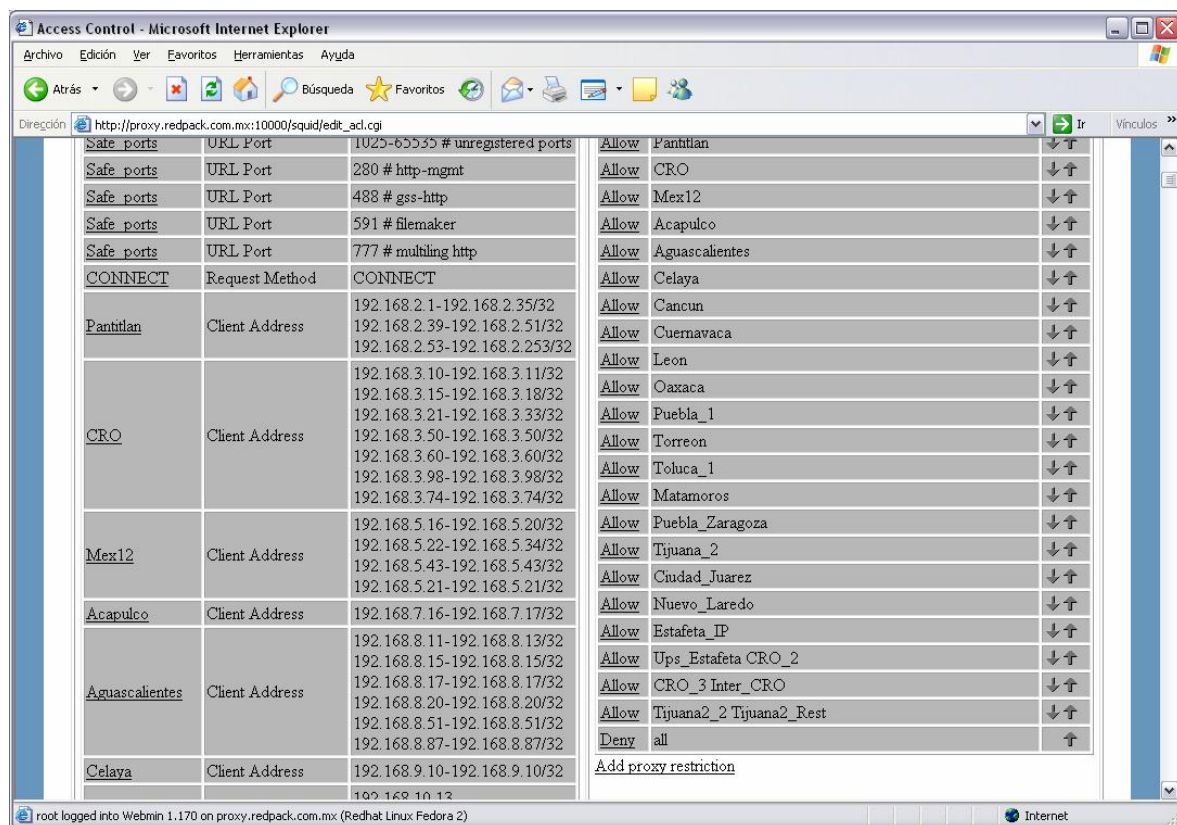 Access Control - Microsoft Internet Explorer
Archivo Edición Ver Favoritos Herramientas Ayuda
Atrás Búsqueda Favoritos
Dirección http://proxy.redpack.com.mx:10000/squid/edit_acl.cgi Ir Vínculos »
Safe ports URL Port 1025-65535 # unregistered ports
Safe ports URL Port 280 # http-mgmt
Safe ports URL Port 488 # gss-http
Safe ports URL Port 591 # filemaker
Safe ports URL Port 777 # multiling http
CONNECT Request Method CONNECT
Pantitlan Client Address 192.168.2.1-192.168.2.35/32
192.168.2.39-192.168.2.51/32
192.168.2.53-192.168.2.253/32
CRO Client Address 192.168.3.10-192.168.3.11/32
192.168.3.15-192.168.3.18/32
192.168.3.21-192.168.3.33/32
192.168.3.50-192.168.3.50/32
192.168.3.60-192.168.3.60/32
192.168.3.98-192.168.3.98/32
192.168.3.74-192.168.3.74/32
Mex12 Client Address 192.168.5.16-192.168.5.20/32
192.168.5.22-192.168.5.34/32
192.168.5.43-192.168.5.43/32
192.168.5.21-192.168.5.21/32
Acapulco Client Address 192.168.7.16-192.168.7.17/32
Aguascalientes Client Address 192.168.8.11-192.168.8.13/32
192.168.8.15-192.168.8.15/32
192.168.8.17-192.168.8.17/32
192.168.8.20-192.168.8.20/32
192.168.8.51-192.168.8.51/32
192.168.8.87-192.168.8.87/32
Celaya Client Address 192.168.9.10-192.168.9.10/32
192.168.10.13
Allow Pantitlan
Allow CRO
Allow Mex12
Allow Acapulco
Allow Aguascalientes
Allow Celaya
Allow Cancun
Allow Cuernavaca
Allow Leon
Allow Oaxaca
Allow Puebla_1
Allow Torreon
Allow Toluca_1
Allow Matamoros
Allow Puebla_Zaragoza
Allow Tijuana_2
Allow Ciudad_Juarez
Allow Nuevo_Laredo
Allow Estafeta_IP
Allow Ups_Estafeta CRO_2
Allow CRO_3 Inter_CRO
Allow Tijuana2_2 Tijuana2_Rest
Deny all
Add proxy restriction
root logged into Webmin 1.170 on proxy.redpack.com.mx (Redhat Linux Fedora 2) Internet